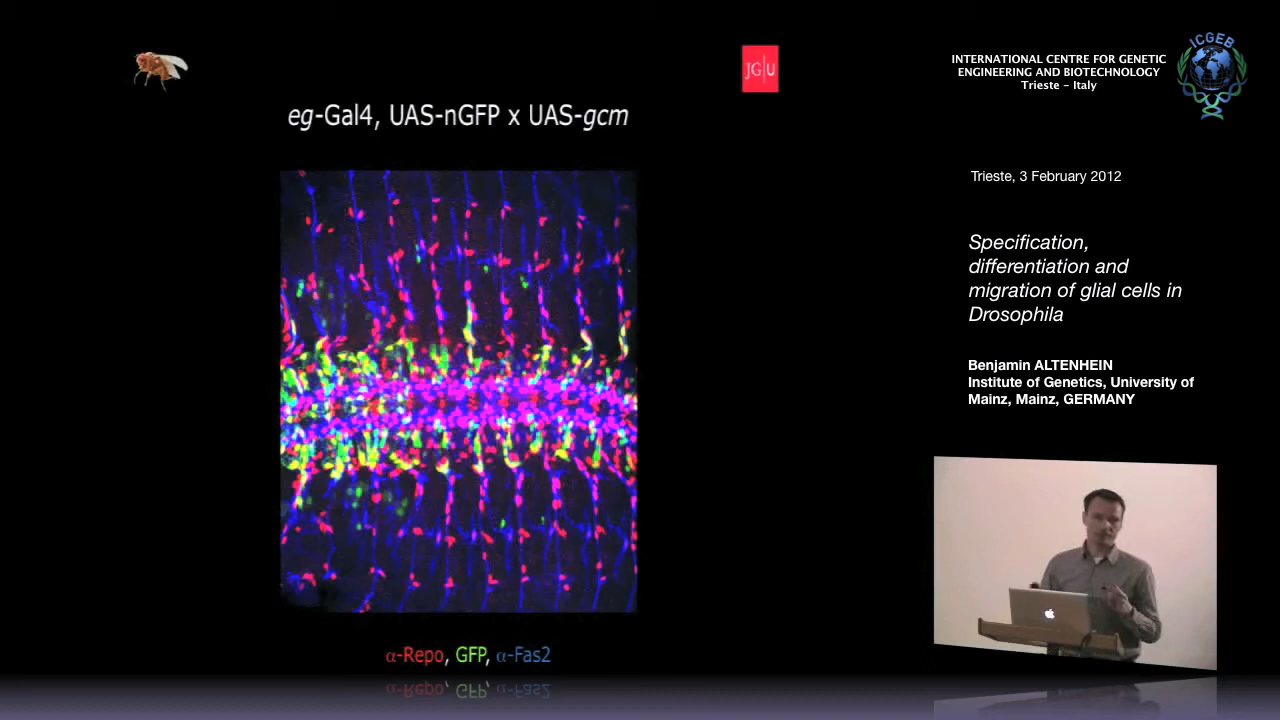 JG|U
INTERNATIONAL CENTRE FOR GENETIC
ENGINEERING AND BIOTECHNOLOGY
Trieste - Italy
ICGEB
eg-Gal4, UAS-nGFP x UAS-gcm
Trieste, 3 February 2012
Specification,
differentiation and
migration of glial cells in
Drosophila
Benjamin ALTENHEIN
Institute of Genetics, University of
Mainz, Mainz, GERMANY
α-Repo, GFP, α-Fas2